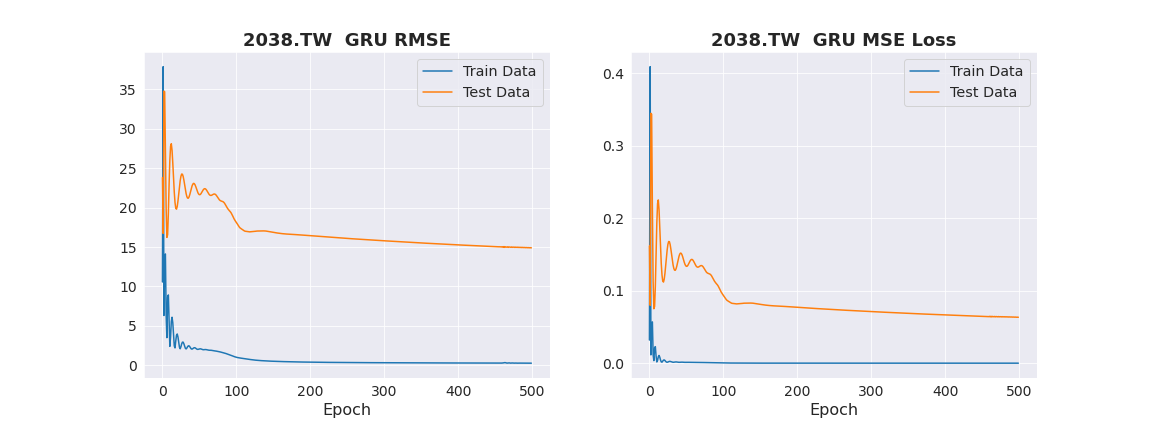 2038.TW  GRU RMSE
Train Data
Test Data
35
30
25
20
15
10
5
0
0 100 200 300 400 500
Epoch
2038.TW  GRU MSE Loss
Train Data
Test Data
0.4
0.3
0.2
0.1
0.0
0 100 200 300 400 500
Epoch